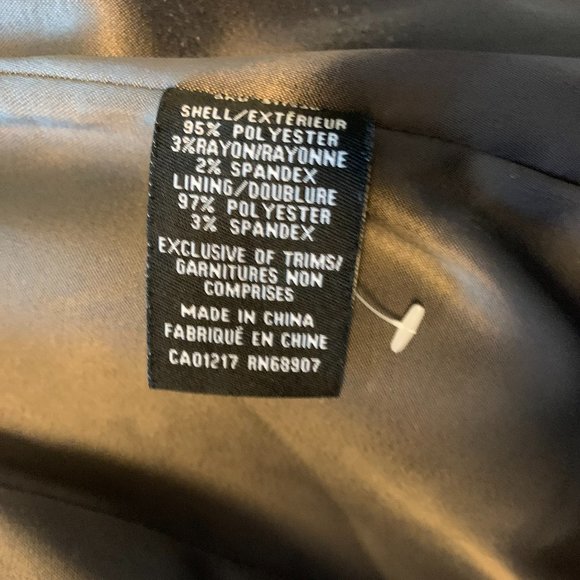 SHELL/EXTÉRIEUR
95% POLYESTER
3%RAYON/RAYONNE
2% SPANDEX
LINING/DOUBLURE
97% POLYESTER
3% SPANDEX
EXCLUSIVE OF TRIMS/
GARNITURES NON
COMPRISES
MADE IN CHINA
FABRIQUÉ EN CHINE
CA01217 RN68907